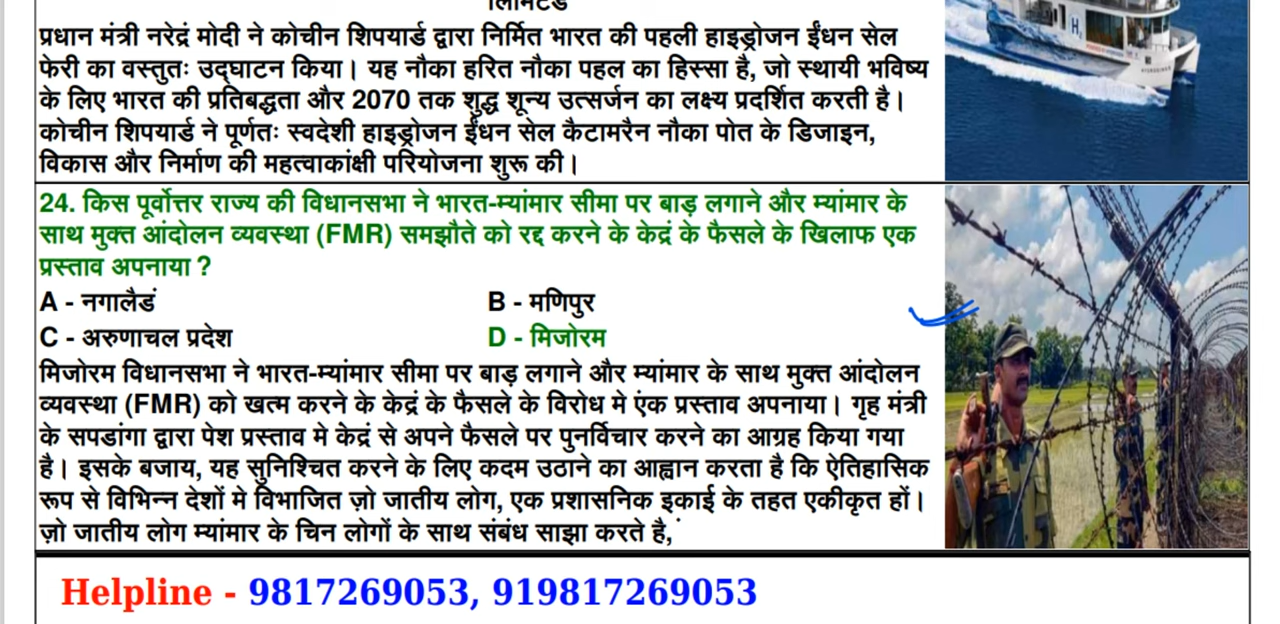 लिमिटेड
प्रधान मंत्री नरेद्रं मोदी ने कोचीन शिपयार्ड द्वारा निर्मित भारत की पहली हाइड्रोजन ईंधन सेल
फेरी का वस्तुतः उद्घाटन किया। यह नौका हरित नौका पहल का हिस्सा है, जो स्थायी भविष्य
के लिए भारत की प्रतिबद्धता और 2070 तक शुद्ध शून्य उत्सर्जन का लक्ष्य प्रदर्शित करती है।
कोचीन शिपयार्ड ने पूर्णतः स्वदेशी हाइड्रोजन ईंधन सेल कैटामरैन नौका पोत के डिजाइन,
विकास और निर्माण की महत्वाकांक्षी परियोजना शुरू की।
24. किस पूर्वोत्तर राज्य की विधानसभा ने भारत-म्यांमार सीमा पर बाड़ लगाने और म्यांमार के
साथ मुक्त आंदोलन व्यवस्था (FMR) समझौते को रद्द करने के केद्रं के फैसले के खिलाफ एक
प्रस्ताव अपनाया ?
A - नगालैडं
B - मणिपुर
C - अरुणाचल प्रदेश
D - मिजोरम
मिजोरम विधानसभा ने भारत-म्यांमार सीमा पर बाड़ लगाने और म्यांमार के साथ मुक्त आंदोलन
व्यवस्था (FMR) को खत्म करने के केद्रं के फैसले के विरोध मे एंक प्रस्ताव अपनाया। गृह मंत्री
के सपडांगा द्वारा पेश प्रस्ताव मे केद्रं से अपने फैसले पर पुनर्विचार करने का आग्रह किया गया
है। इसके बजाय, यह सुनिश्चित करने के लिए कदम उठाने का आह्वान करता है कि ऐतिहासिक
रूप से विभिन्न देशों मे विभाजित ज़ो जातीय लोग, एक प्रशासनिक इकाई के तहत एकीकृत हों।
ज़ो जातीय लोग म्यांमार के चिन लोगों के साथ संबंध साझा करते है,ं
Helpline - 9817269053, 919817269053